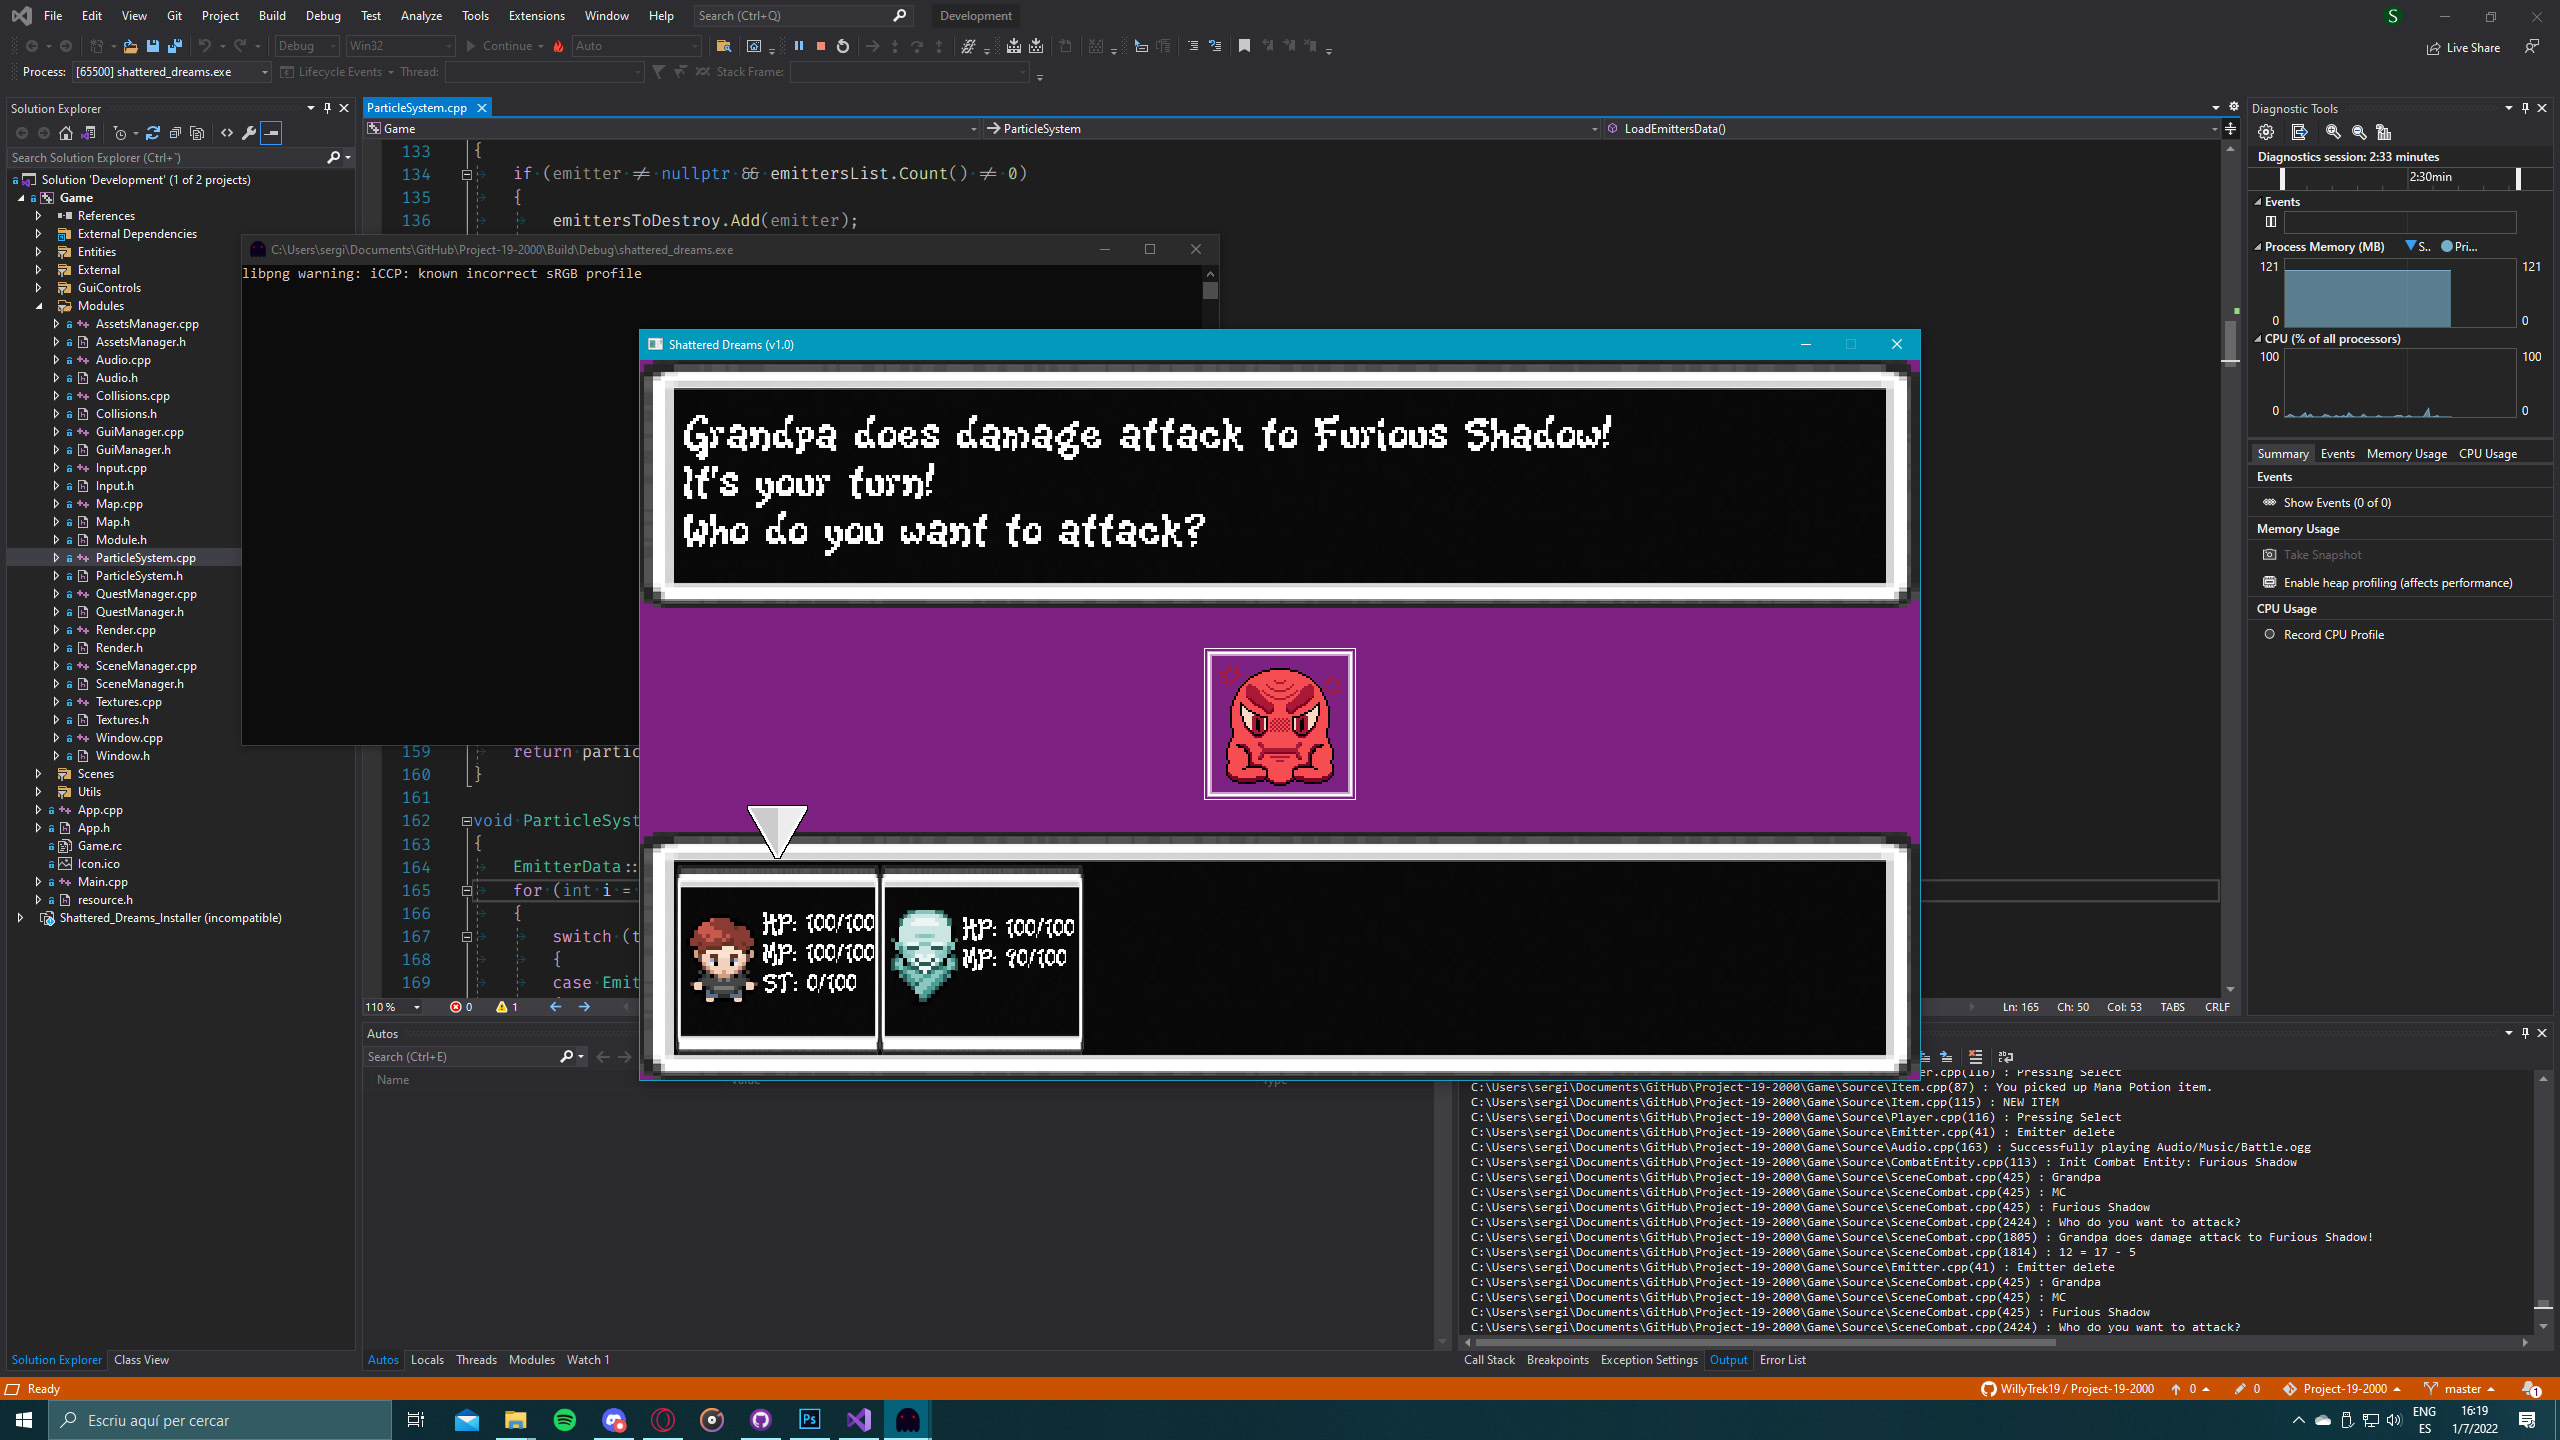 File Edit View Git Project Build Debug Test Analyze Tools Extensions Window Help Search (Ctrl+Q) Development S
Debug Win32 Continue Auto Live Share
Process: [65500] shattered_dreams.exe Lifecycle Events Thread: Stack Frame:
Solution Explorer
Search Solution Explorer (Ctrl+`)
Solution 'Development' (1 of 2 projects)
Game
References
External Dependencies
Entities
External
GuiControls
Modules
AssetsManager.cpp
AssetsManager.h
Audio.cpp
Audio.h
Collisions.cpp
Collisions.h
GuiManager.cpp
GuiManager.h
Input.cpp
Input.h
Map.cpp
Map.h
Module.h
ParticleSystem.cpp
ParticleSystem.h
QuestManager.cpp
QuestManager.h
Render.cpp
Render.h
SceneManager.cpp
SceneManager.h
Textures.cpp
Textures.h
Window.cpp
Window.h
Scenes
Utils
App.cpp
App.h
Game.rc
Icon.ico
Main.cpp
resource.h
Shattered_Dreams_Installer (incompatible)
Solution Explorer Class View
ParticleSystem.cpp
Game ParticleSystem LoadEmittersData()
133 {
134 if (emitter ≠ nullptr && emittersList.Count() ≠ 0)
135 {
136 emittersToDestroy.Add(emitter);
C:\Users\sergi\Documents\GitHub\Project-19-2000\Build\Debug\shattered_dreams.exe
libpng warning: iCCP: known incorrect sRGB profile
Shattered Dreams (v1.0)
Grandpa does damage attack to Furious Shadow!
It's your turn!
Who do you want to attack?
HP: 100/100
MP: 100/100
ST: 0/100
HP: 100/100
MP: 90/100
159 return partic
160 }
161
162 void ParticleSyst
163 {
164 EmitterData::
165 for (int i =
166 {
167 switch (t
168 {
169 case Emit
110 % 0 1 Ln: 165 Ch: 50 Col: 53 TABS CRLF
Autos
Search (Ctrl+E)
Name Value Type
Autos Locals Threads Modules Watch 1
Diagnostic Tools
Diagnostics session: 2:33 minutes
2:30min
Events
Process Memory (MB) S.. Pri...
121 121
0 0
CPU (% of all processors)
100 100
0 0
Summary Events Memory Usage CPU Usage
Events
Show Events (0 of 0)
Memory Usage
Take Snapshot
Enable heap profiling (affects performance)
CPU Usage
Record CPU Profile
er.cpp(116) : Pressing Select
C:\Users\sergi\Documents\GitHub\Project-19-2000\Game\Source\Item.cpp(87) : You picked up Mana Potion item.
C:\Users\sergi\Documents\GitHub\Project-19-2000\Game\Source\Item.cpp(115) : NEW ITEM
C:\Users\sergi\Documents\GitHub\Project-19-2000\Game\Source\Player.cpp(116) : Pressing Select
C:\Users\sergi\Documents\GitHub\Project-19-2000\Game\Source\Emitter.cpp(41) : Emitter delete
C:\Users\sergi\Documents\GitHub\Project-19-2000\Game\Source\Audio.cpp(163) : Successfully playing Audio/Music/Battle.ogg
C:\Users\sergi\Documents\GitHub\Project-19-2000\Game\Source\CombatEntity.cpp(113) : Init Combat Entity: Furious Shadow
C:\Users\sergi\Documents\GitHub\Project-19-2000\Game\Source\SceneCombat.cpp(425) : Grandpa
C:\Users\sergi\Documents\GitHub\Project-19-2000\Game\Source\SceneCombat.cpp(425) : MC
C:\Users\sergi\Documents\GitHub\Project-19-2000\Game\Source\SceneCombat.cpp(425) : Furious Shadow
C:\Users\sergi\Documents\GitHub\Project-19-2000\Game\Source\SceneCombat.cpp(2424) : Who do you want to attack?
C:\Users\sergi\Documents\GitHub\Project-19-2000\Game\Source\SceneCombat.cpp(1805) : Grandpa does damage attack to Furious Shadow!
C:\Users\sergi\Documents\GitHub\Project-19-2000\Game\Source\SceneCombat.cpp(1814) : 12 = 17 - 5
C:\Users\sergi\Documents\GitHub\Project-19-2000\Game\Source\Emitter.cpp(41) : Emitter delete
C:\Users\sergi\Documents\GitHub\Project-19-2000\Game\Source\SceneCombat.cpp(425) : Grandpa
C:\Users\sergi\Documents\GitHub\Project-19-2000\Game\Source\SceneCombat.cpp(425) : MC
C:\Users\sergi\Documents\GitHub\Project-19-2000\Game\Source\SceneCombat.cpp(425) : Furious Shadow
C:\Users\sergi\Documents\GitHub\Project-19-2000\Game\Source\SceneCombat.cpp(2424) : Who do you want to attack?
Call Stack Breakpoints Exception Settings Output Error List
Ready WillyTrek19 / Project-19-2000 0 0 Project-19-2000 master 1
Escriu aquí per cercar Ps ENG 16:19
ES 1/7/2022